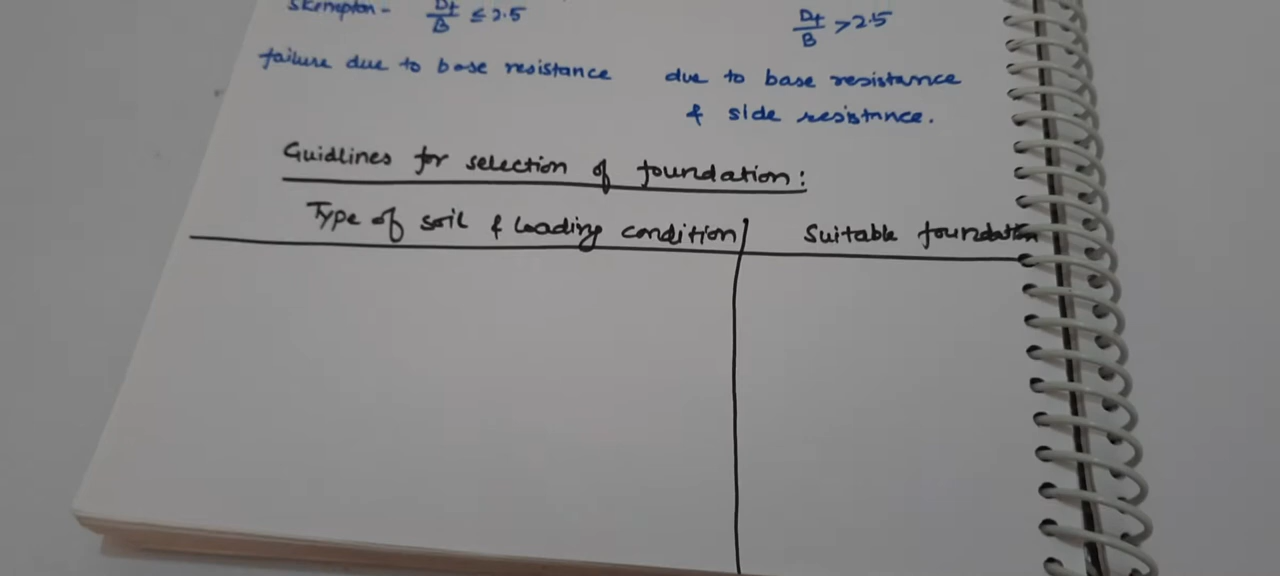 Skempton - Df/B ≤ 2.5 Df/B > 2.5
failure due to base resistance due to base resistance
& side resistance.
Guidlines for selection of foundation:
Type of soil & loading condition Suitable foundation